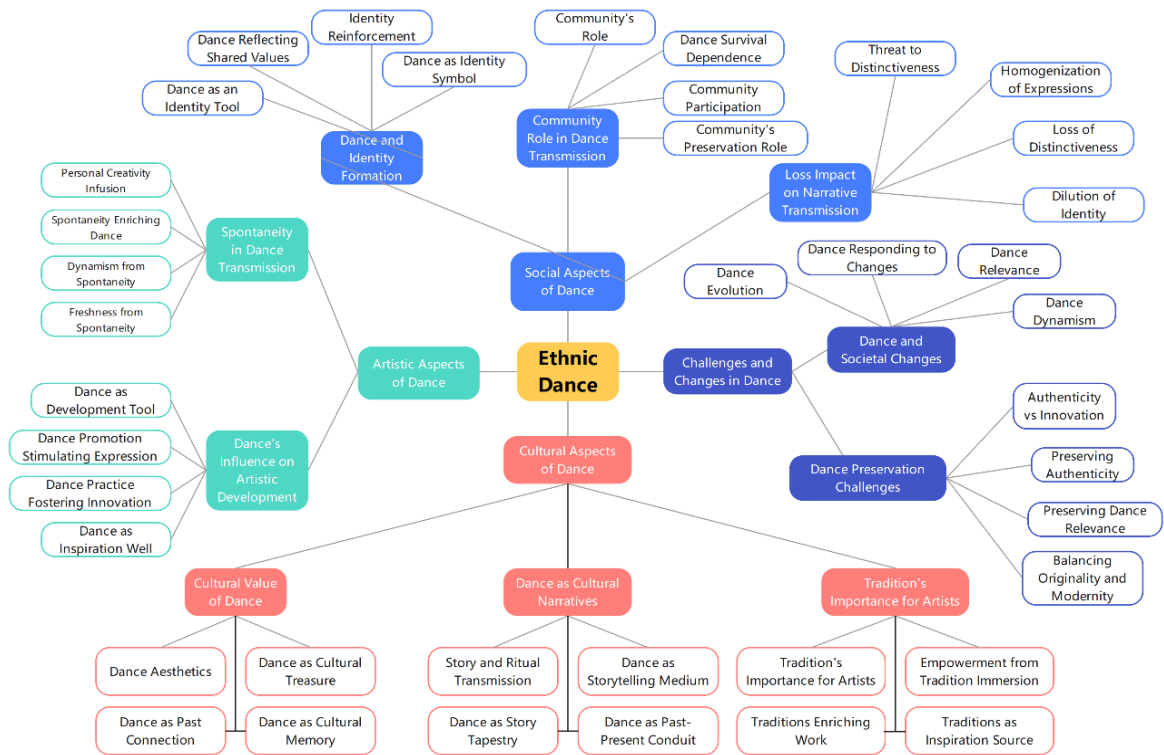 Identity
Reinforcement
Community's
Role
Dance Reflecting
Shared Values
Dance as Identity
Symbol
Dance as an
Identity Tool
Dance Survival
Dependence
Community
Participation
Community's
Preservation Role
Threat to
Distinctiveness
Homogenization
of Expressions
Loss of
Distinctiveness
Dilution of
Identity
Dance and
Identity
Formation
Community
Role in Dance
Transmission
Loss Impact
on Narrative
Transmission
Personal Creativity
Infusion
Spontaneity Enriching
Dance
Dynamism from
Spontaneity
Freshness from
Spontaneity
Spontaneity
in Dance
Transmission
Social Aspects
of Dance
Dance
Evolution
Dance Responding to
Changes
Dance
Relevance
Dance
Dynamism
Dance and
Societal Changes
Artistic Aspects
of Dance
Ethnic
Dance
Challenges and
Changes in Dance
Dance as
Development Tool
Dance Promotion
Stimulating Expression
Dance Practice
Fostering Innovation
Dance as
Inspiration Well
Dance's
Influence on
Artistic
Development
Cultural Aspects
of Dance
Dance Preservation
Challenges
Authenticity
vs Innovation
Preserving
Authenticity
Preserving Dance
Relevance
Balancing
Originality and
Modernity
Cultural Value
of Dance
Dance as Cultural
Narratives
Tradition's
Importance for Artists
Dance Aesthetics
Dance as Cultural
Treasure
Dance as Past
Connection
Dance as Cultural
Memory
Story and Ritual
Transmission
Dance as
Storytelling Medium
Dance as Story
Tapestry
Dance as Past-
Present Conduit
Tradition's
Importance for Artists
Empowerment from
Tradition Immersion
Traditions Enriching
Work
Traditions as
Inspiration Source